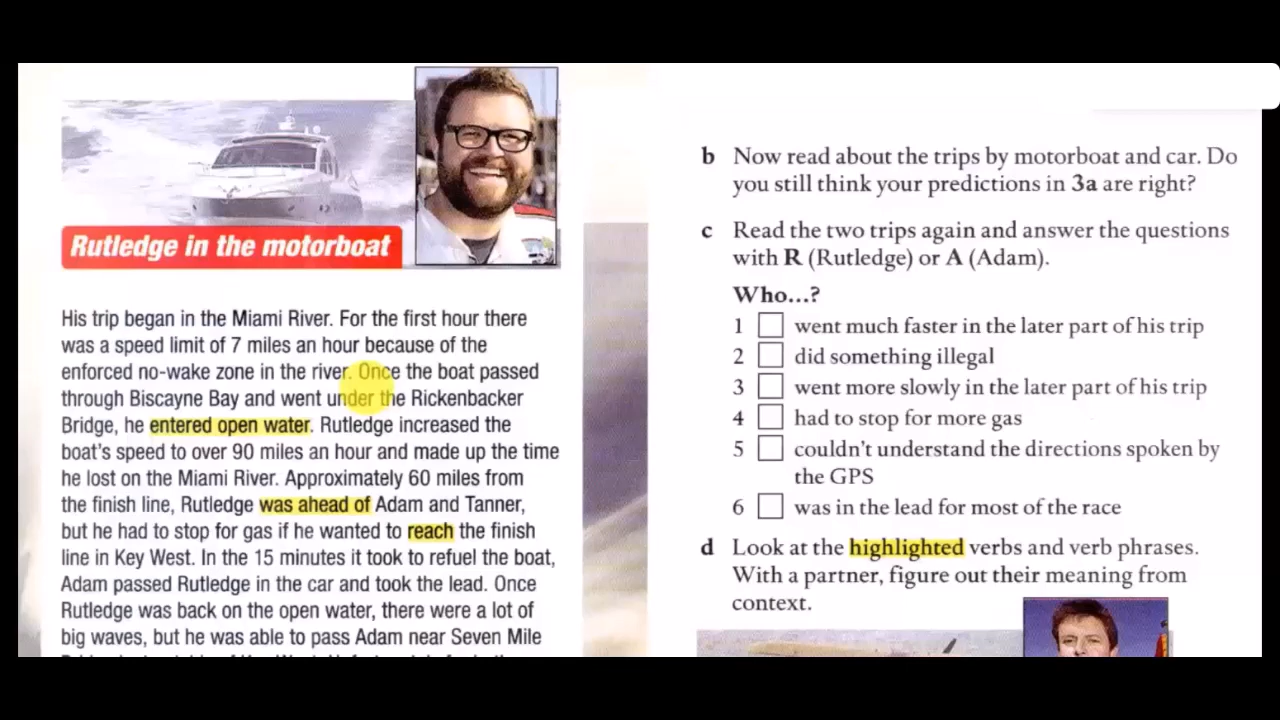 Rutledge in the motorboat
His trip began in the Miami River. For the first hour there
was a speed limit of 7 miles an hour because of the
enforced no-wake zone in the river. Once the boat passed
through Biscayne Bay and went under the Rickenbacker
Bridge, he entered open water. Rutledge increased the
boat's speed to over 90 miles an hour and made up the time
he lost on the Miami River. Approximately 60 miles from
the finish line, Rutledge was ahead of Adam and Tanner,
but he had to stop for gas if he wanted to reach the finish
line in Key West. In the 15 minutes it took to refuel the boat,
Adam passed Rutledge in the car and took the lead. Once
Rutledge was back on the open water, there were a lot of
big waves, but he was able to pass Adam near Seven Mile
b Now read about the trips by motorboat and car. Do
you still think your predictions in 3a are right?
c Read the two trips again and answer the questions
with R (Rutledge) or A (Adam).
Who...?
1 went much faster in the later part of his trip
2 did something illegal
3 went more slowly in the later part of his trip
4 had to stop for more gas
5 couldn't understand the directions spoken by
the GPS
6 was in the lead for most of the race
d Look at the highlighted verbs and verb phrases.
With a partner, figure out their meaning from
context.